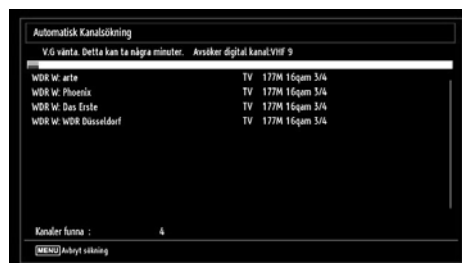 Automatisk Kanalsökning
V.G vänta. Detta kan ta några minuter. Avsöker digital kanal:VHF 9
WDR W: arte TV 177M 16qam 3/4
WDR W: Phoenix TV 177M 16qam 3/4
WDR W: Das Erste TV 177M 16qam 3/4
WDR W: WDR Düsseldorf TV 177M 16qam 3/4
Kanaler funna : 4
MENU Avbryt sökning